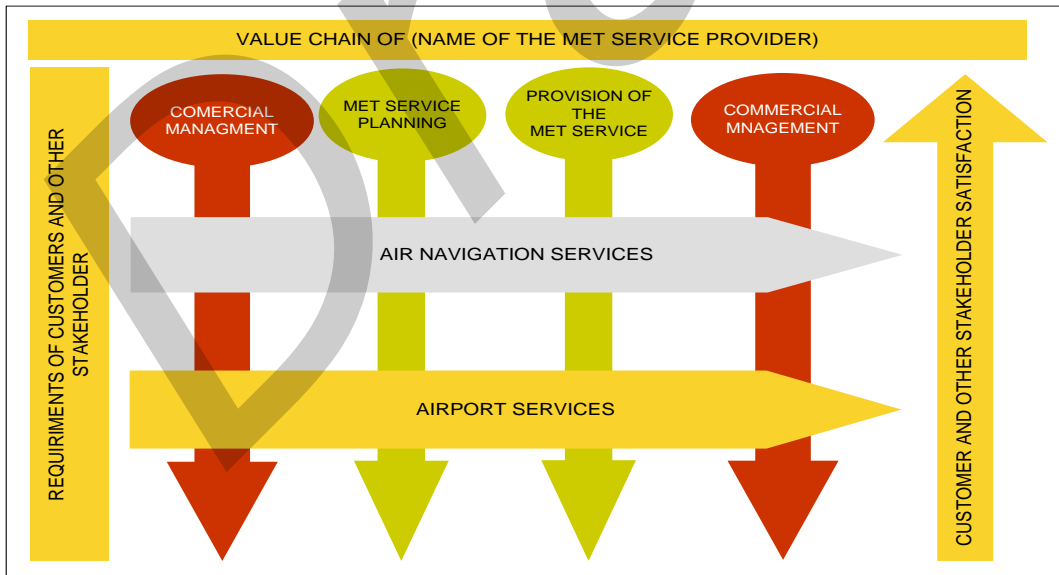 VALUE CHAIN OF (NAME OF THE MET SERVICE PROVIDER)
REQUIRIMENTS OF CUSTOMERS AND OTHER
STAKEHOLDER
COMERCIAL
MANAGMENT
MET SERVICE
PLANNING
PROVISION OF
THE
MET SERVICE
COMMERCIAL
MNAGEMENT
AIR NAVIGATION SERVICES
AIRPORT SERVICES
CUSTOMER AND OTHER STAKEHOLDER SATISFACTION